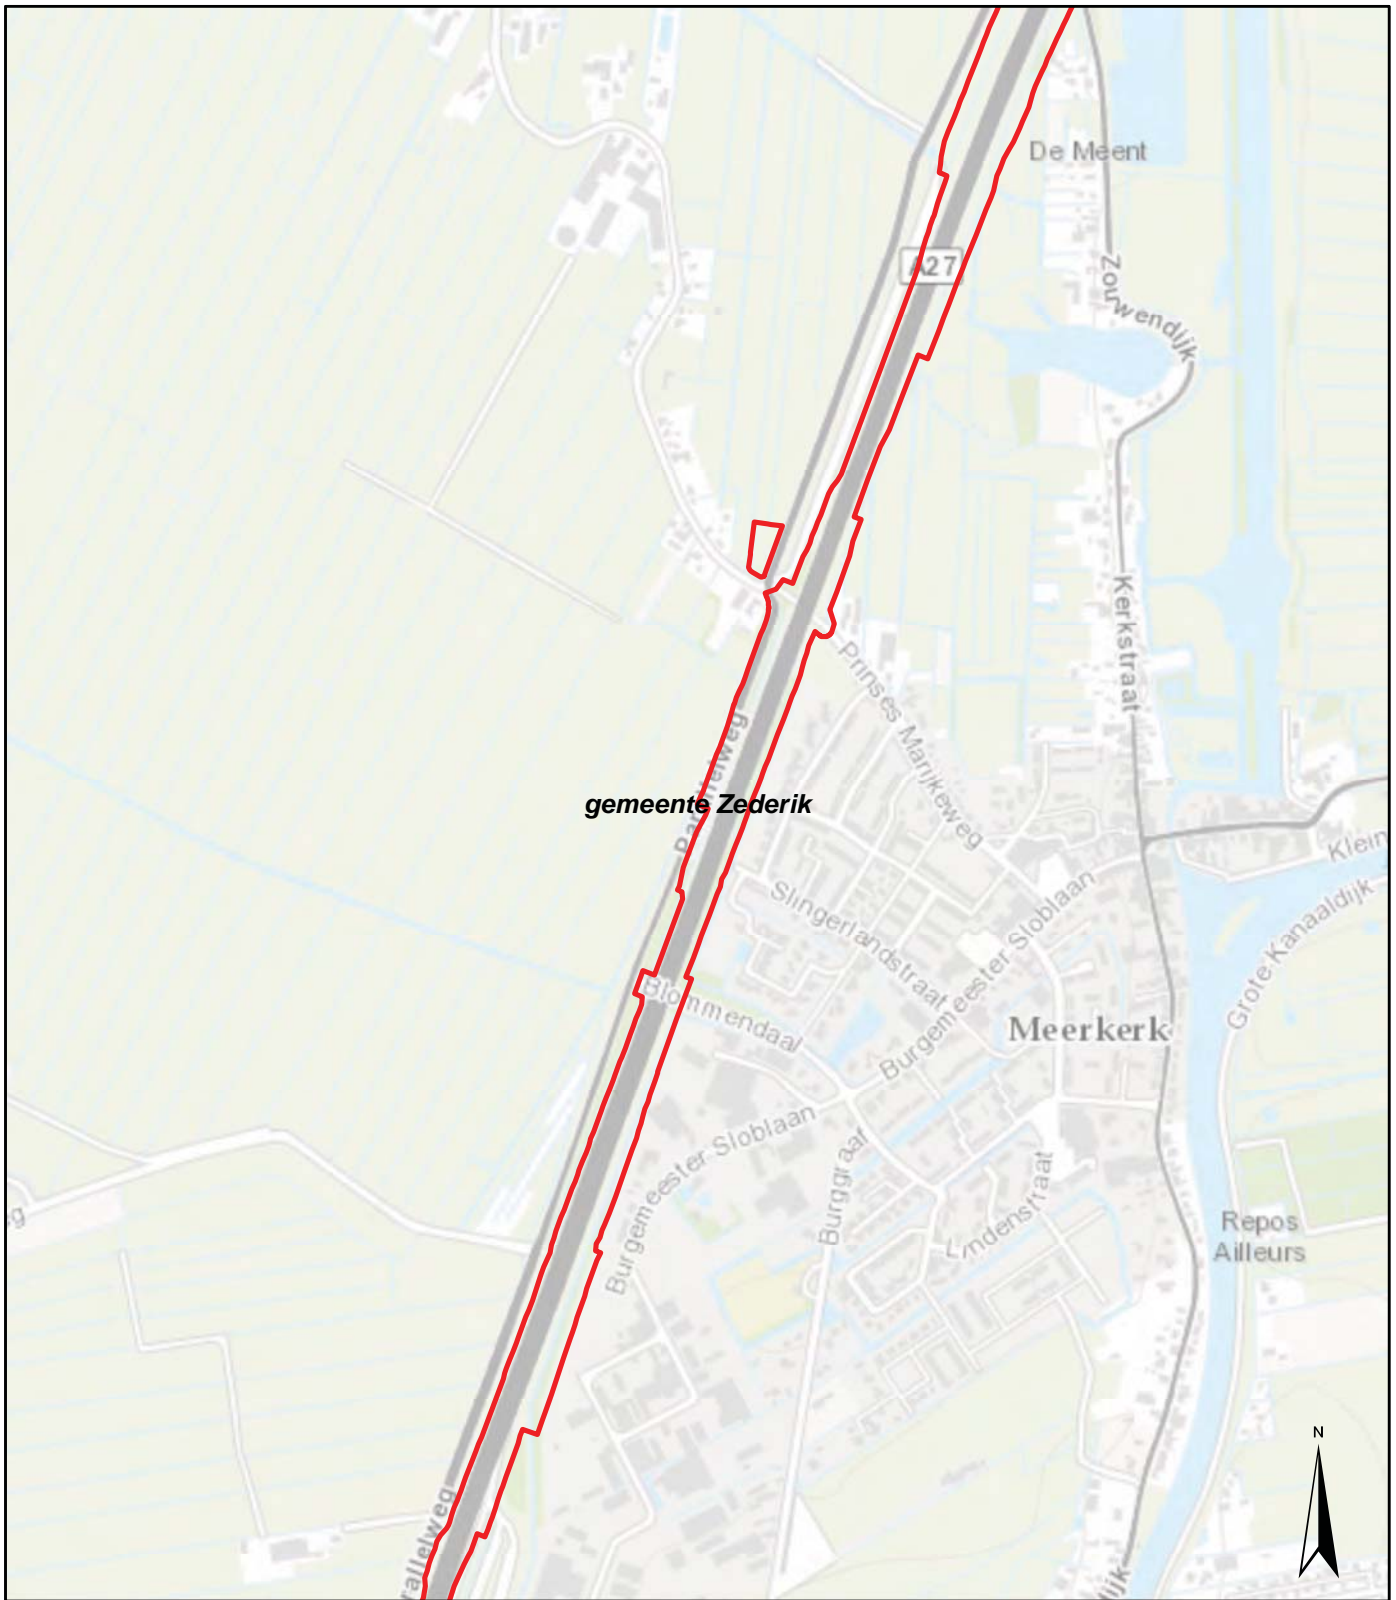 De Meent
A27
Zouwendijk
Kerkstraat
Prinses Marijkeweg
Parallelweg
gemeente Zederik
Klein
Slingerlandstraat
Burgemeester Sloblaan
Grote Kanaaldijk
Blommendaal
Meerkerk
Burgemeester Sloblaan
Burggraaf
Lindenstraat
Repos
Ailleurs
N
rallelweg